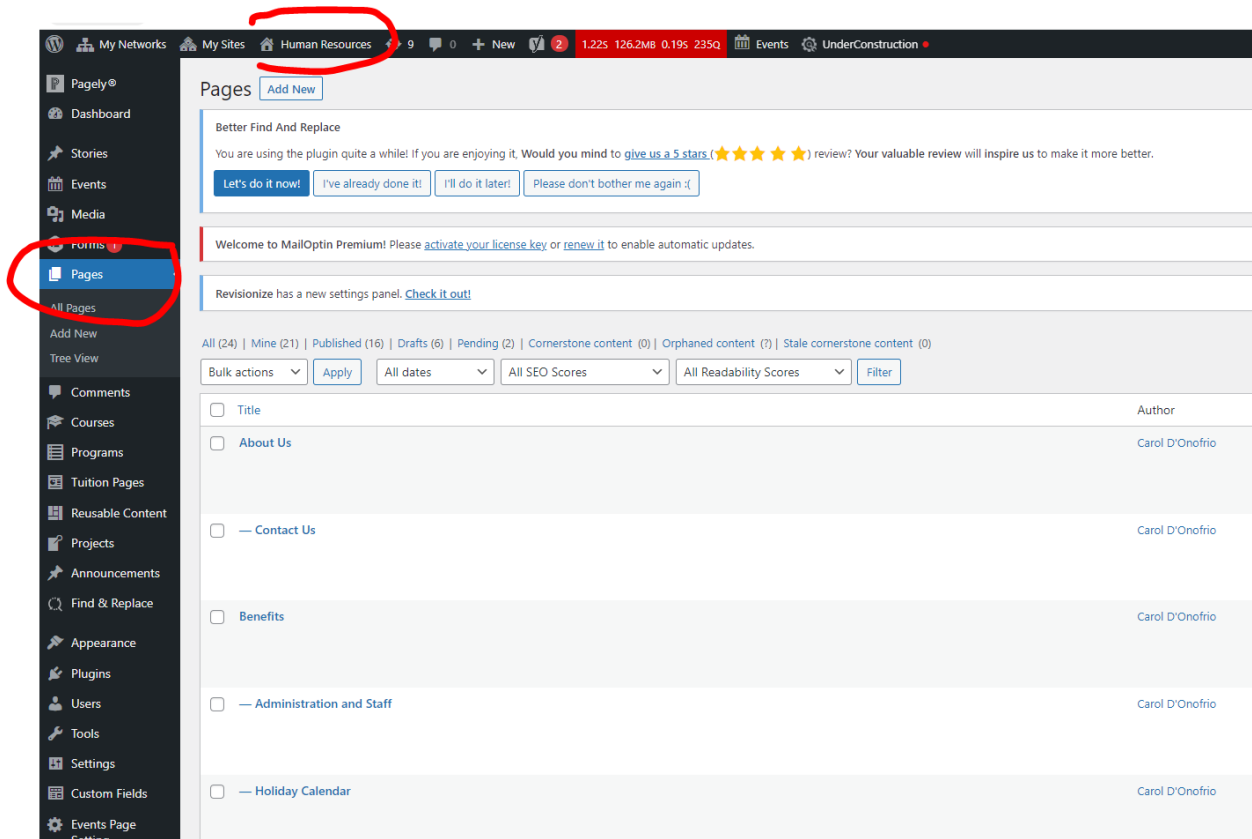 My Networks My Sites Human Resources 9 0 New 2 1.22S 126.2MB 0.19S 235Q Events UnderConstruction
Pagely®
Dashboard
Stories
Events
Media
Forms 1
Pages
All Pages
Add New
Tree View
Comments
Courses
Programs
Tuition Pages
Reusable Content
Projects
Announcements
Find & Replace
Appearance
Plugins
Users
Tools
Settings
Custom Fields
Events Page
Pages Add New
Better Find And Replace
You are using the plugin quite a while! If you are enjoying it, Would you mind to give us a 5 stars ( ) review? Your valuable review will inspire us to make it more better.
Let's do it now! I've already done it! I'll do it later! Please don't bother me again :(
Welcome to MailOptin Premium! Please activate your license key or renew it to enable automatic updates.
Revisionize has a new settings panel. Check it out!
All (24) | Mine (21) | Published (16) | Drafts (6) | Pending (2) | Cornerstone content (0) | Orphaned content (?) | Stale cornerstone content (0)
Bulk actions Apply All dates All SEO Scores All Readability Scores Filter
Title Author
About Us Carol D'Onofrio
— Contact Us Carol D'Onofrio
Benefits Carol D'Onofrio
— Administration and Staff Carol D'Onofrio
— Holiday Calendar Carol D'Onofrio